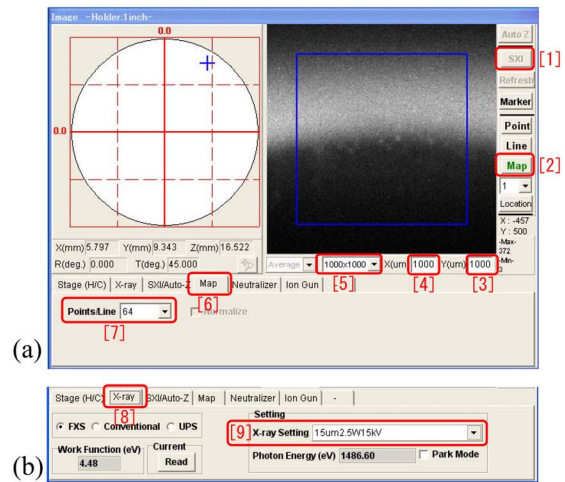 Image -Holder:1inch-
0.0
0.0
Auto Z
SXI [1]
Refresh
Marker
Point
Line
Map [2]
1
Location
X : -457
Y : 500
-Max-
372
-Min-
X(mm) 5.797 Y(mm) 9.343 Z(mm) 16.522
R(deg.) 0.000 T(deg.) 45.000
Average 1000x1000 X(um) 1000 Y(um) 1000
[5] [4] [3]
Stage (H/C) X-ray SXI/Auto-Z Map Neutralizer Ion Gun
[6]
Points/Line 64 Normalize
[7]
(a)
Stage (H/C) X-ray SXI/Auto-Z Map Neutralizer Ion Gun -
[8]
FXS Conventional UPS
Work Function (eV) Current
4.48 Read
Setting
[9] X-ray Setting 15um2.5W15kV
Photon Energy (eV) 1486.60 Park Mode
(b)